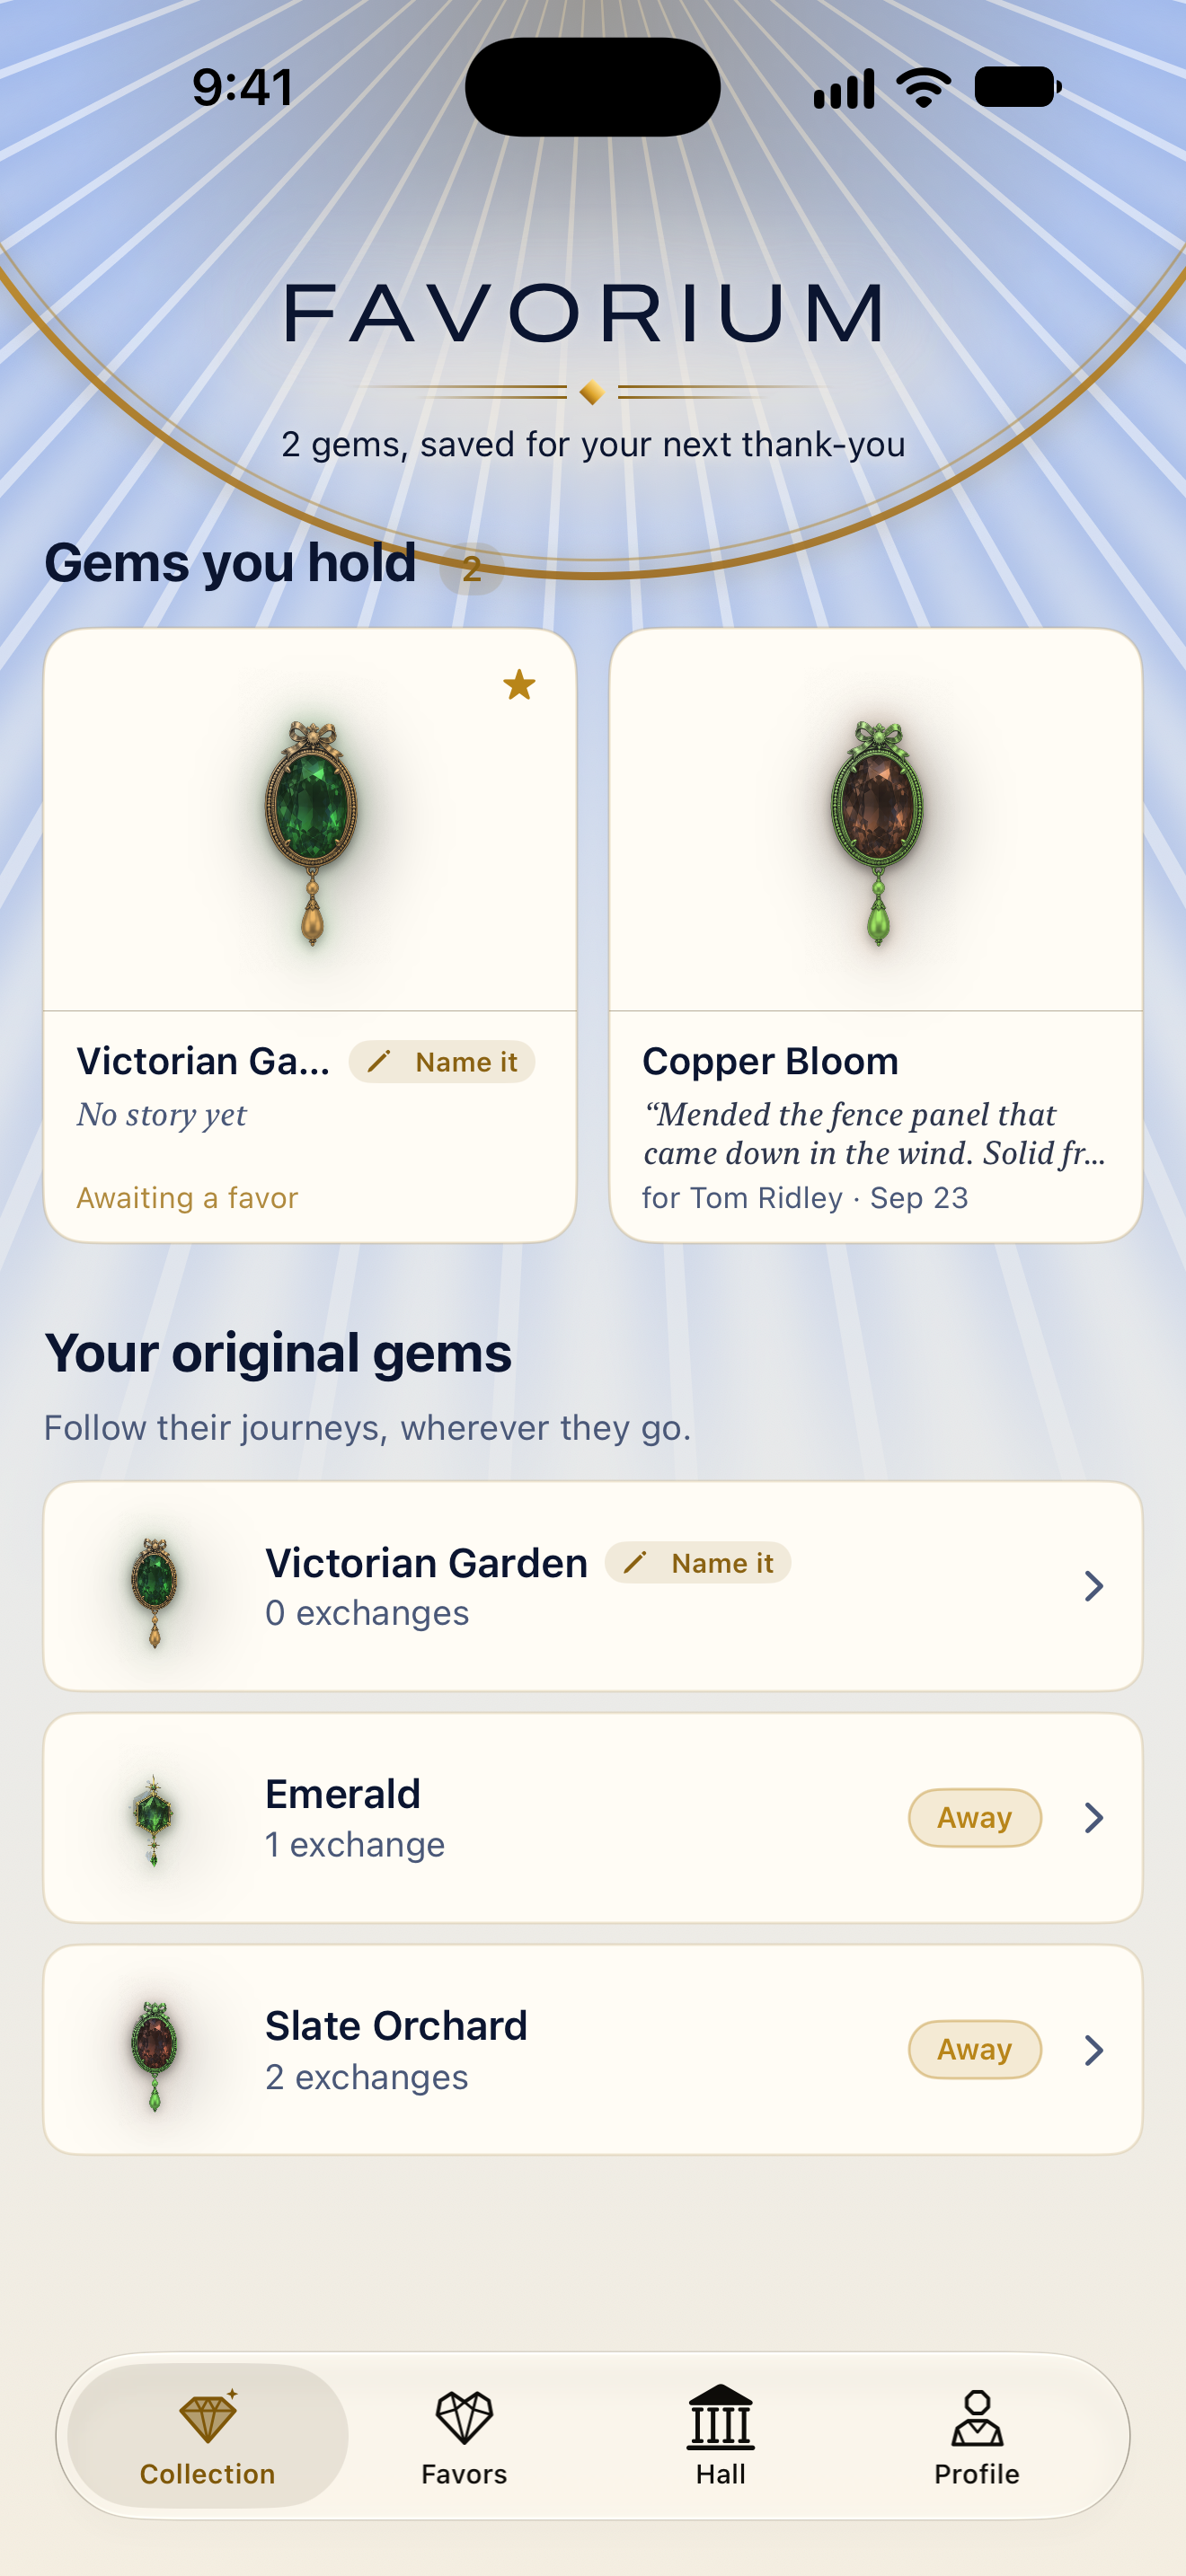 9:41
FAVORIUM
2 gems, saved for your next thank-you
Gems you hold 2
Victorian Ga... Name it
No story yet
Awaiting a favor
Copper Bloom
“Mended the fence panel that
came down in the wind. Solid fr...
for Tom Ridley · Sep 23
Your original gems
Follow their journeys, wherever they go.
Victorian Garden Name it
0 exchanges
Emerald
1 exchange
Away
Slate Orchard
2 exchanges
Away
Collection
Favors
Hall
Profile